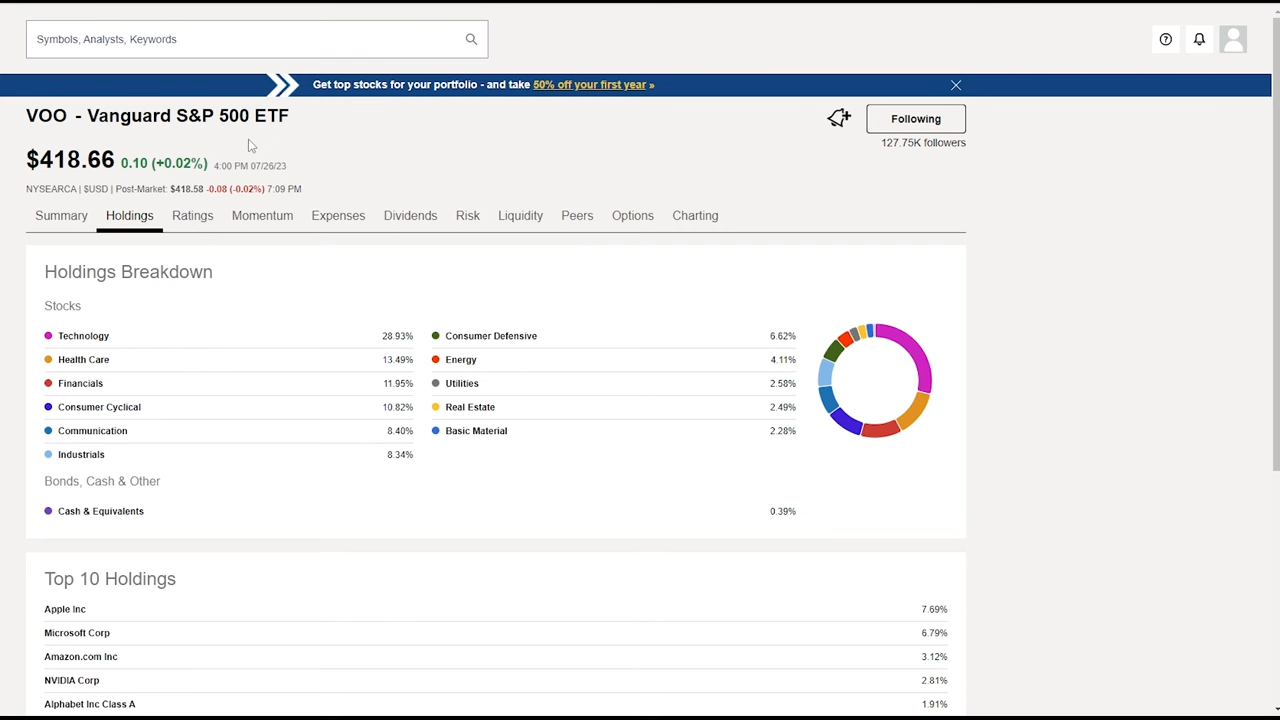 Symbols, Analysts, Keywords
Get top stocks for your portfolio - and take 50% off your first year »
VOO - Vanguard S&P 500 ETF
Following
127.75K followers
$418.66 0.10 (+0.02%) 4:00 PM 07/26/23
NYSEARCA | $USD | Post-Market: $418.58 -0.08 (-0.02%) 7:09 PM
Summary Holdings Ratings Momentum Expenses Dividends Risk Liquidity Peers Options Charting
Holdings Breakdown
Stocks
Technology 28.93% Consumer Defensive 6.62%
Health Care 13.49% Energy 4.11%
Financials 11.95% Utilities 2.58%
Consumer Cyclical 10.82% Real Estate 2.49%
Communication 8.40% Basic Material 2.28%
Industrials 8.34%
Bonds, Cash & Other
Cash & Equivalents 0.39%
Top 10 Holdings
Apple Inc 7.69%
Microsoft Corp 6.79%
Amazon.com Inc 3.12%
NVIDIA Corp 2.81%
Alphabet Inc Class A 1.91%